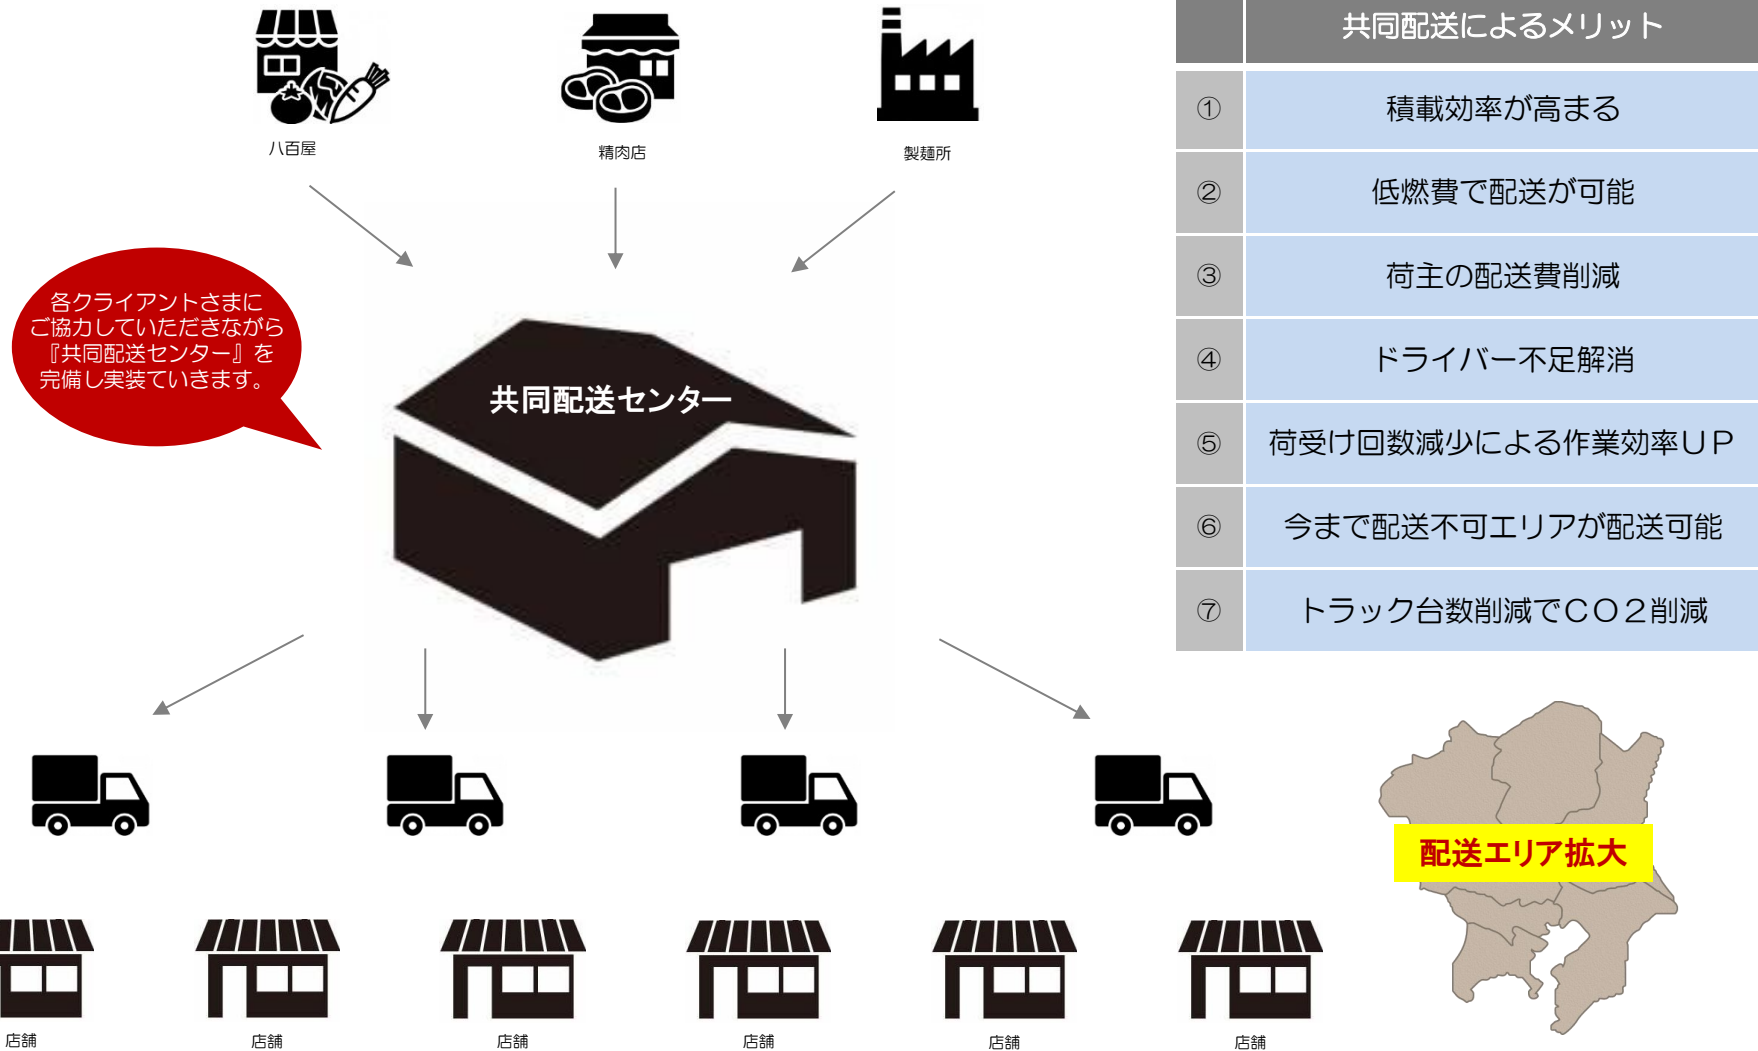 八百屋
精肉店
製麺所
各クライアントさまに
ご協力していただきながら
『共同配送センター』を
完備し実装ていきます。
共同配送センター
共同配送によるメリット
① 積載効率が高まる
② 低燃費で配送が可能
③ 荷主の配送費削減
④ ドライバー不足解消
⑤ 荷受け回数減少による作業効率ＵＰ
⑥ 今まで配送不可エリアが配送可能
⑦ トラック台数削減でＣＯ２削減
配送エリア拡大
店舗
店舗
店舗
店舗
店舗
店舗